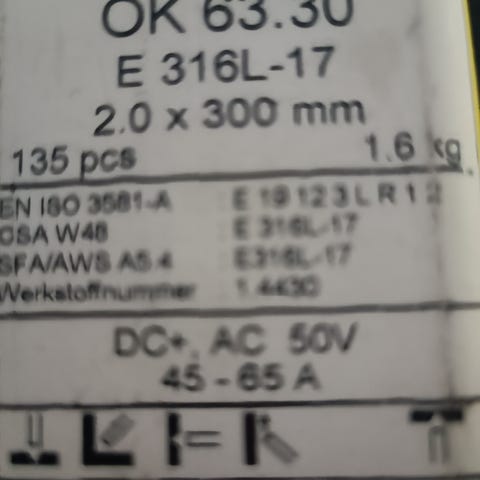 OK 63.30
E 316L-17
2.0 x 300 mm
135 pcs 1.6 kg
EN ISO 3581-A : E 19 12 3 L R 1 2
CSA W48 : E 316L-17
SFA/AWS A5.4 : E316L-17
Werkstoffnummer : 1.4430
DC+, AC 50V
45 - 65 A